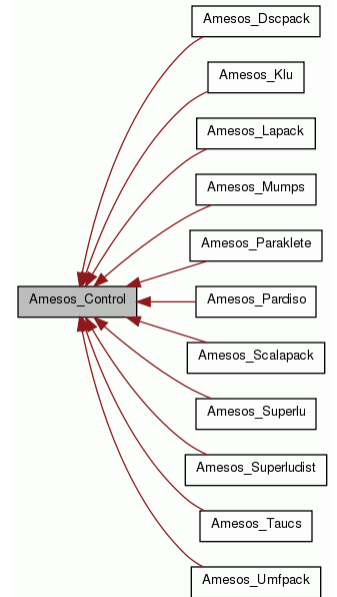 Amesos_Dscpack
Amesos_Klu
Amesos_Lapack
Amesos_Mumps
Amesos_Paraklete
Amesos_Control
Amesos_Pardiso
Amesos_Scalapack
Amesos_Superlu
Amesos_Superludist
Amesos_Taucs
Amesos_Umfpack